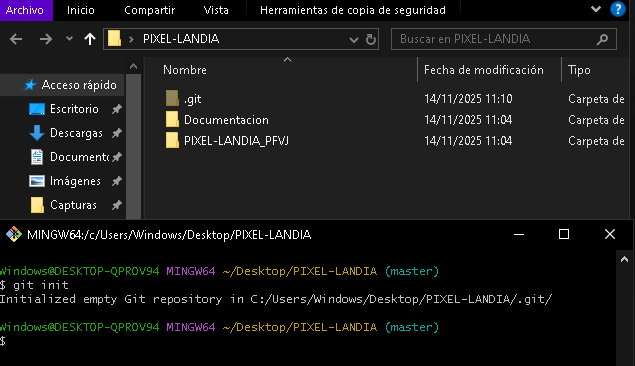 Archivo Inicio Compartir Vista Herramientas de copia de seguridad
PIXEL-LANDIA Buscar en PIXEL-LANDIA
Acceso rápido
Escritorio
Descargas
Document
Imágenes
Capturas
Nombre Fecha de modificación Tipo
.git 14/11/2025 11:10 Carpeta de
Documentacion 14/11/2025 11:04 Carpeta de
PIXEL-LANDIA_PFVJ 14/11/2025 11:04 Carpeta de
MINGW64:/c/Users/Windows/Desktop/PIXEL-LANDIA
Windows@DESKTOP-QPROV94 MINGW64 ~/Desktop/PIXEL-LANDIA (master)
$ git init
Initialized empty Git repository in C:/Users/Windows/Desktop/PIXEL-LANDIA/.git/
Windows@DESKTOP-QPROV94 MINGW64 ~/Desktop/PIXEL-LANDIA (master)
$